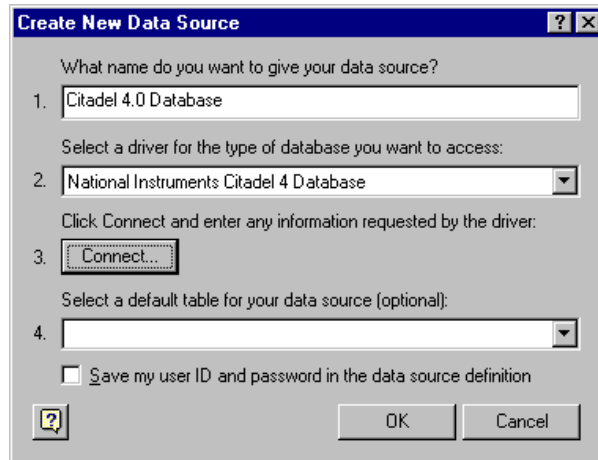 Create New Data Source
What name do you want to give your data source?
1. Citadel 4.0 Database
Select a driver for the type of database you want to access:
2. National Instruments Citadel 4 Database
Click Connect and enter any information requested by the driver:
3. Connect...
Select a default table for your data source (optional):
4.
Save my user ID and password in the data source definition
OK Cancel